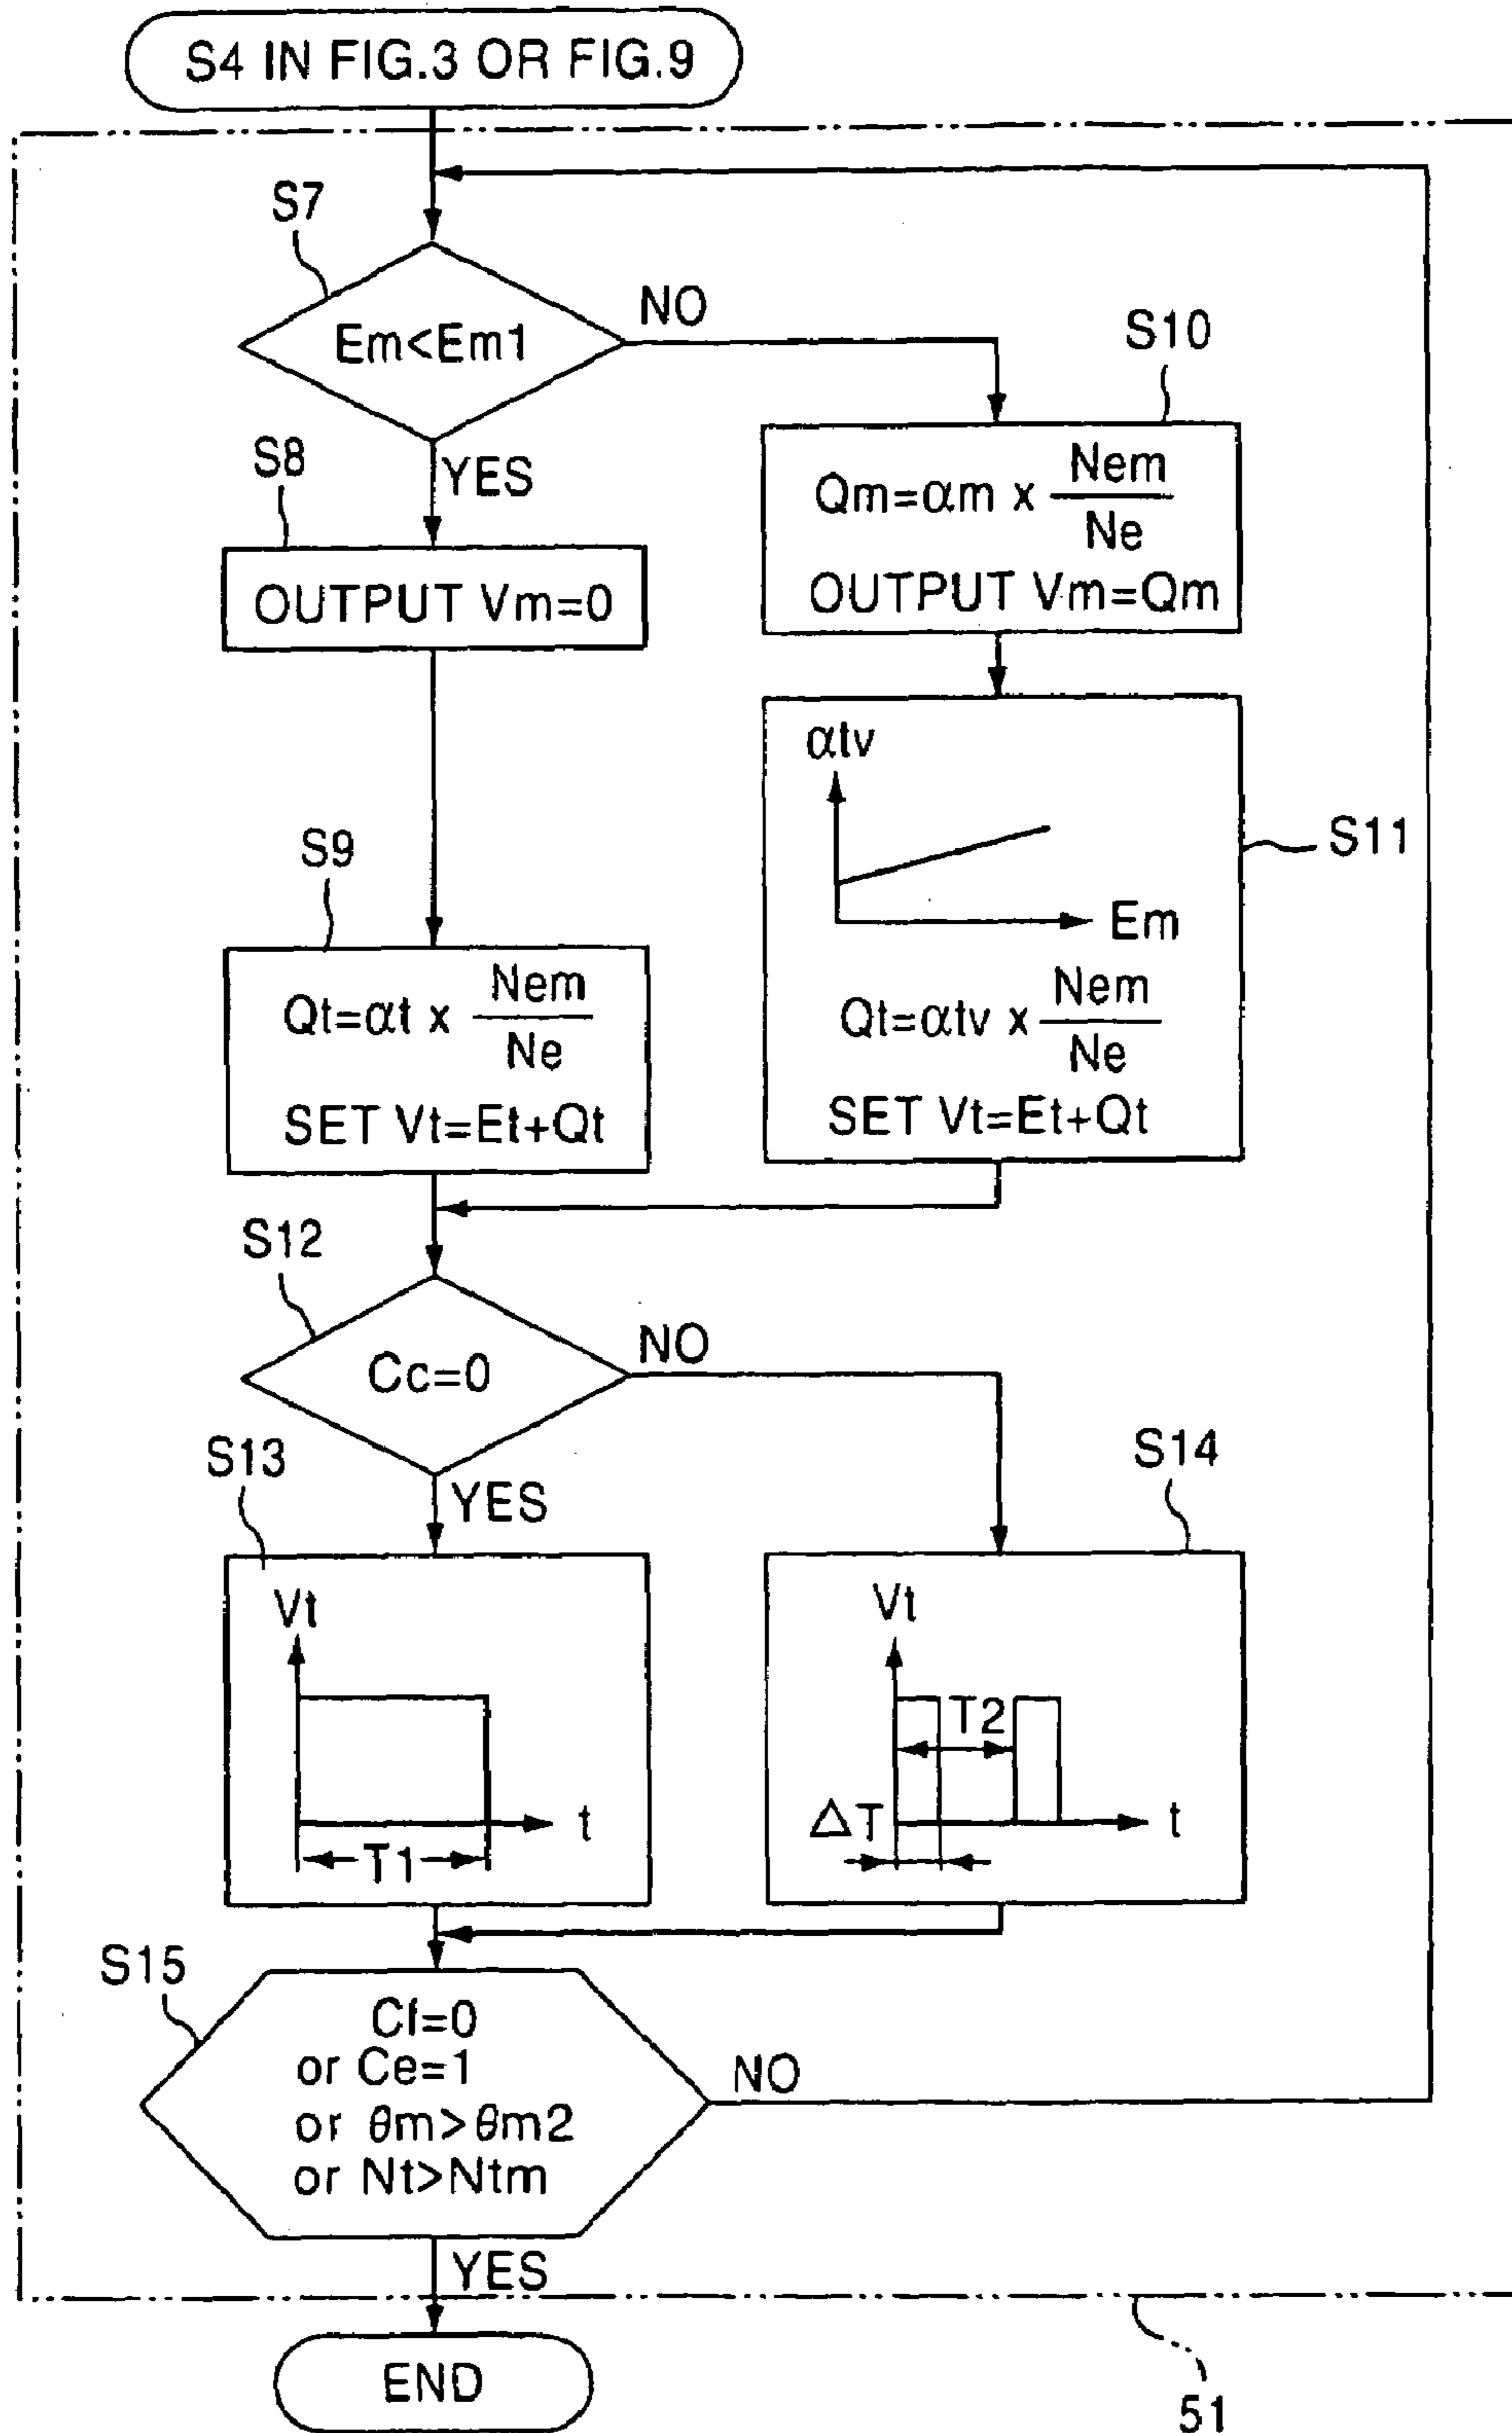 S4 IN FIG.3 OR FIG.9
S7
Em<Em1
NO
YES
S8
OUTPUT Vm=0
S10
Qm=αm x Nem
Ne
OUTPUT Vm=Qm
S9
Qt=αt x Nem
Ne
SET Vt=Et+Qt
S11
αtv
Em
Qt=αtv x Nem
Ne
SET Vt=Et+Qt
S12
Cc=0
NO
YES
S13
Vt
t
T1
S14
Vt
T2
ΔT
t
S15
Cf=0
or Ce=1
or θm>θm2
or Nt>Ntm
NO
YES
END
51